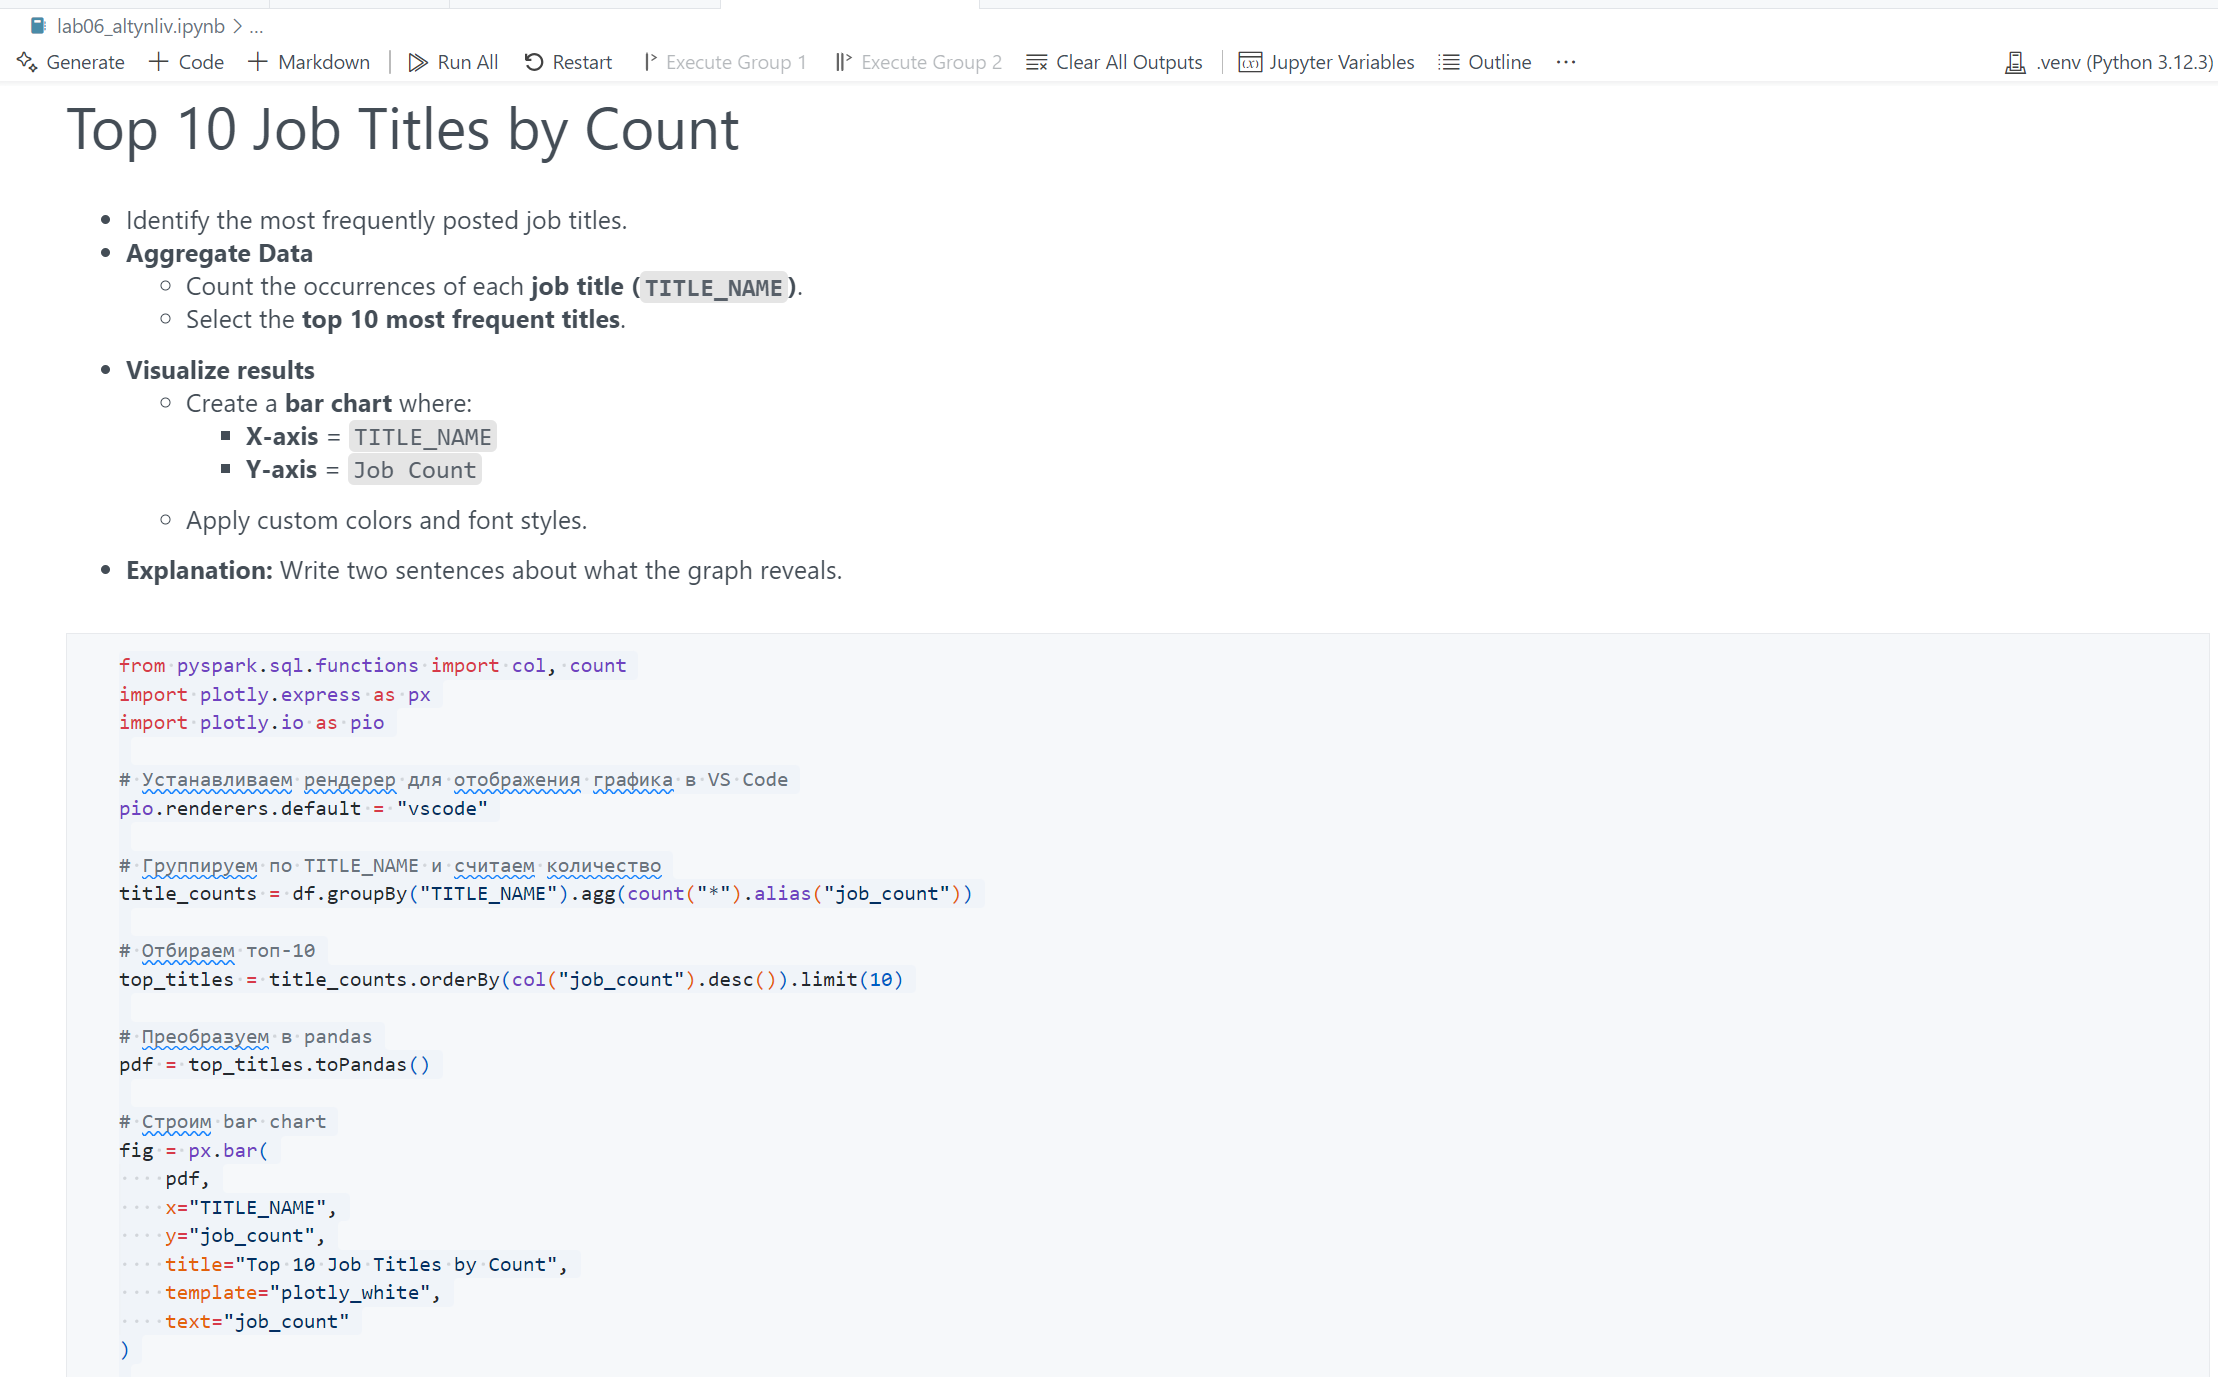 lab06_altynliv.ipynb > ...
Generate + Code + Markdown | Run All Restart Execute Group 1 Execute Group 2 Clear All Outputs | Jupyter Variables Outline ... .venv (Python 3.12.3)
Top 10 Job Titles by Count
• Identify the most frequently posted job titles.
• Aggregate Data
○ Count the occurrences of each job title (TITLE_NAME).
○ Select the top 10 most frequent titles.
• Visualize results
○ Create a bar chart where:
▪ X-axis = TITLE_NAME
▪ Y-axis = Job Count
○ Apply custom colors and font styles.
• Explanation: Write two sentences about what the graph reveals.
from pyspark.sql.functions import col, count
import plotly.express as px
import plotly.io as pio
# Устанавливаем рендерер для отображения графика в VS Code
pio.renderers.default = "vscode"
# Группируем по TITLE_NAME и считаем количество
title_counts = df.groupBy("TITLE_NAME").agg(count("*").alias("job_count"))
# Отбираем топ-10
top_titles = title_counts.orderBy(col("job_count").desc()).limit(10)
# Преобразуем в pandas
pdf = top_titles.toPandas()
# Строим bar chart
fig = px.bar(
    pdf,
    x="TITLE_NAME",
    y="job_count",
    title="Top 10 Job Titles by Count",
    template="plotly_white",
    text="job_count"
)